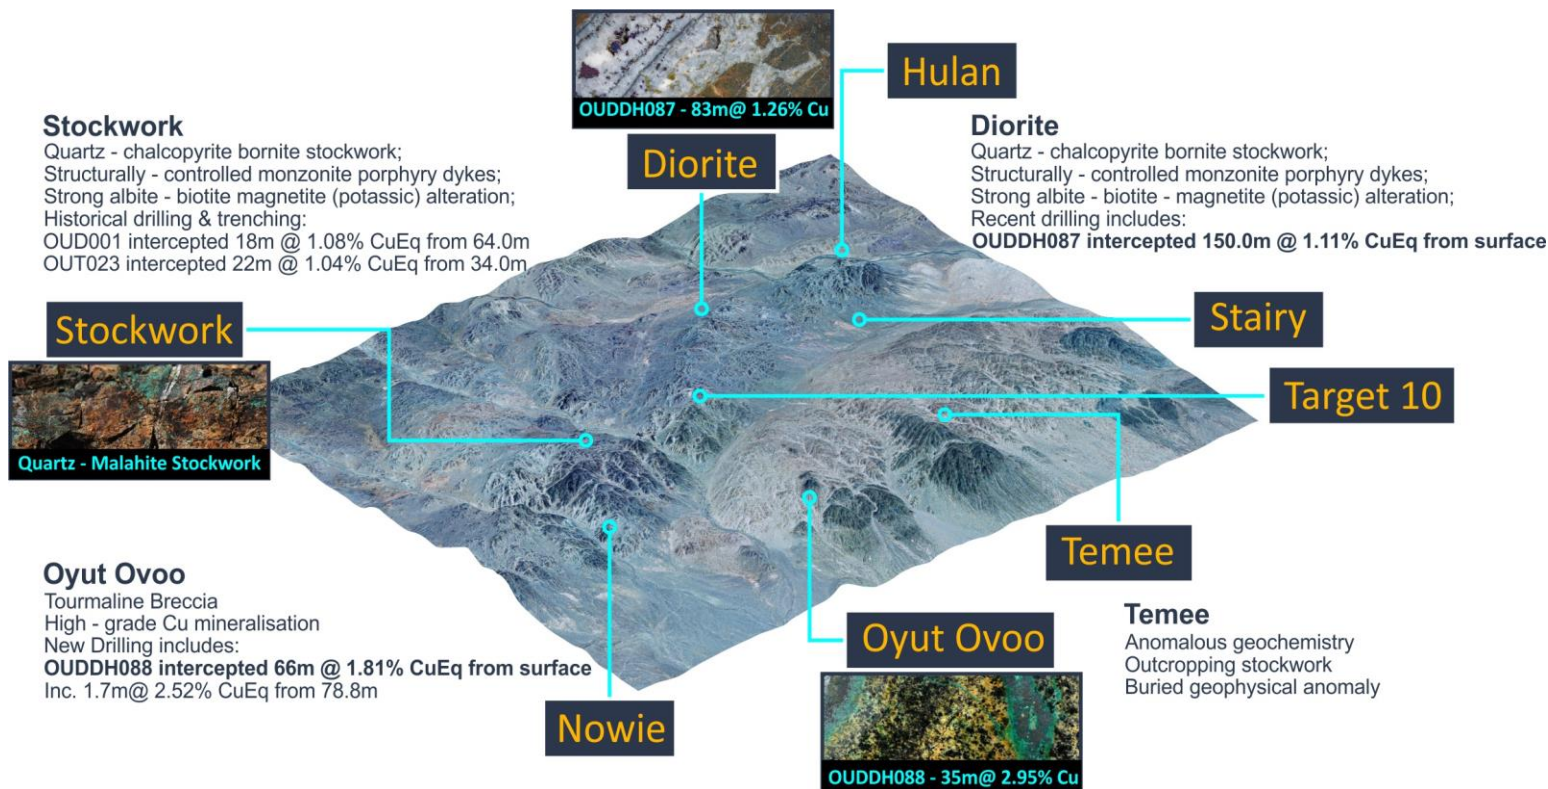 OUDDH087 - 83m@ 1.26% Cu
Hulan
Diorite
Stockwork
Quartz - chalcopyrite bornite stockwork;
Structurally - controlled monzonite porphyry dykes;
Strong albite - biotite magnetite (potassic) alteration;
Historical drilling & trenching:
OUD001 intercepted 18m @ 1.08% CuEq from 64.0m
OUT023 intercepted 22m @ 1.04% CuEq from 34.0m
Diorite
Quartz - chalcopyrite bornite stockwork;
Structurally - controlled monzonite porphyry dykes;
Strong albite - biotite - magnetite (potassic) alteration;
Recent drilling includes:
OUDDH087 intercepted 150.0m @ 1.11% CuEq from surface
Stockwork
Quartz - Malahite Stockwork
Stairy
Target 10
Temee
Oyut Ovoo
Tourmaline Breccia
High - grade Cu mineralisation
New Drilling includes:
OUDDH088 intercepted 66m @ 1.81% CuEq from surface
Inc. 1.7m@ 2.52% CuEq from 78.8m
Nowie
Oyut Ovoo
OUDDH088 - 35m@ 2.95% Cu
Temee
Anomalous geochemistry
Outcropping stockwork
Buried geophysical anomaly